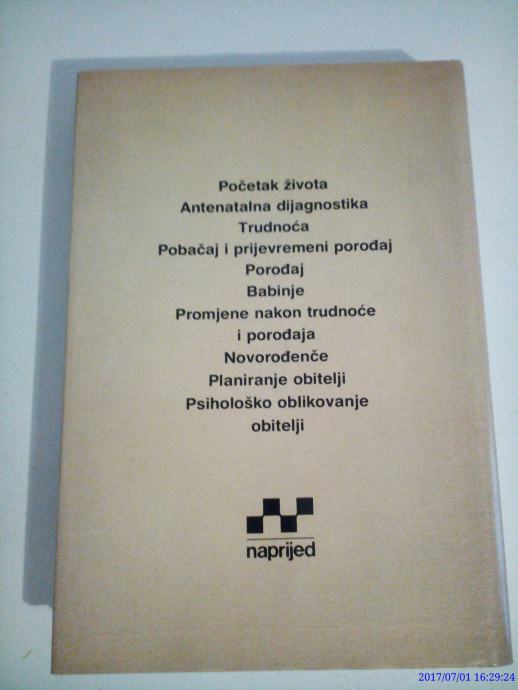 Početak života
Antenatalna dijagnostika
Trudnoća
Pobačaj i prijevremeni porođaj
Porođaj
Babinje
Promjene nakon trudnoće
i porođaja
Novorođenče
Planiranje obitelji
Psihološko oblikovanje
obitelji
naprijed
2017/07/01 16:29:24